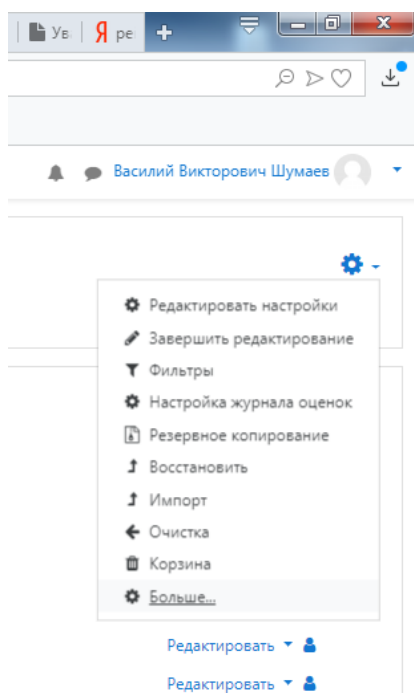 Ув Я ре
Василий Викторович Шумаев
Редактировать настройки
Завершить редактирование
Фильтры
Настройка журнала оценок
Резервное копирование
Восстановить
Импорт
Очистка
Корзина
Больше...
Редактировать
Редактировать